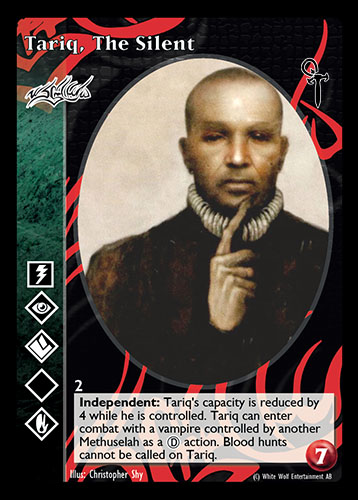 Tariq, The Silent
2
Independent: Tariq's capacity is reduced by
4 while he is controlled. Tariq can enter
combat with a vampire controlled by another
Methuselah as a Ⓓ action. Blood hunts
cannot be called on Tariq.
7
Illus: Christopher Shy
(C) White Wolf Entertainment AB